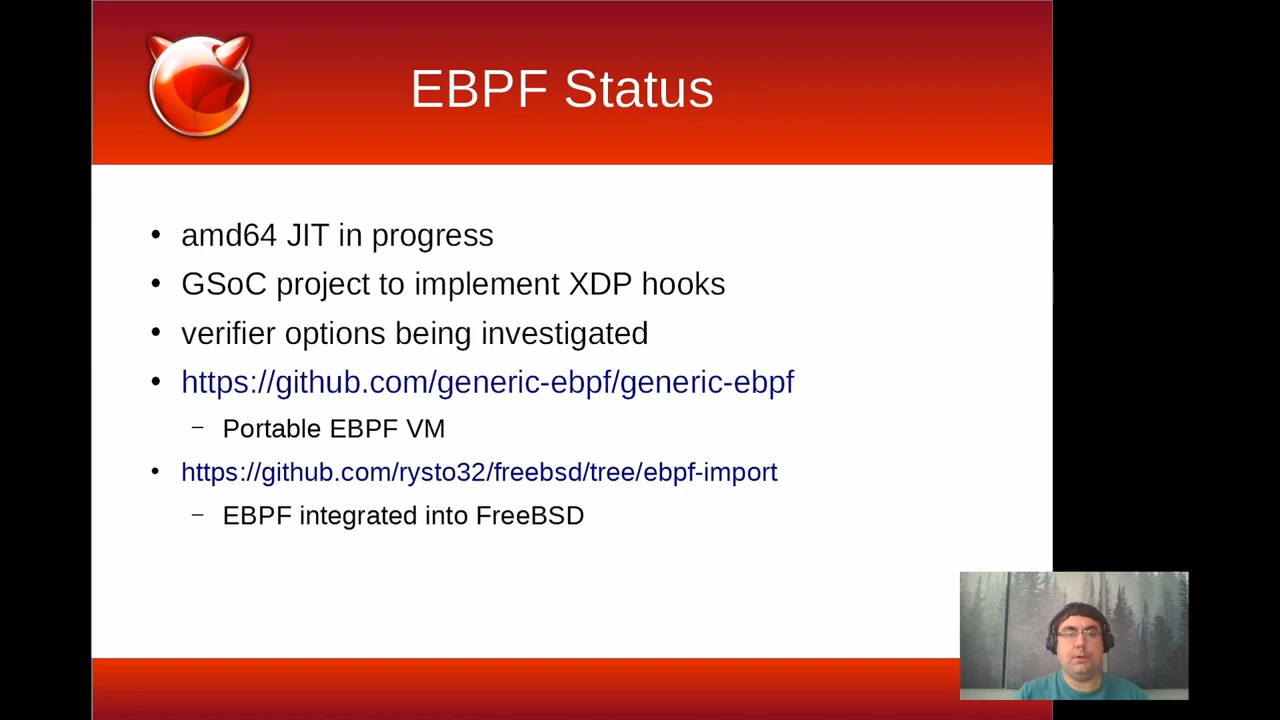 EBPF Status
• amd64 JIT in progress
• GSoC project to implement XDP hooks
• verifier options being investigated
• https://github.com/generic-ebpf/generic-ebpf
– Portable EBPF VM
• https://github.com/rysto32/freebsd/tree/ebpf-import
– EBPF integrated into FreeBSD